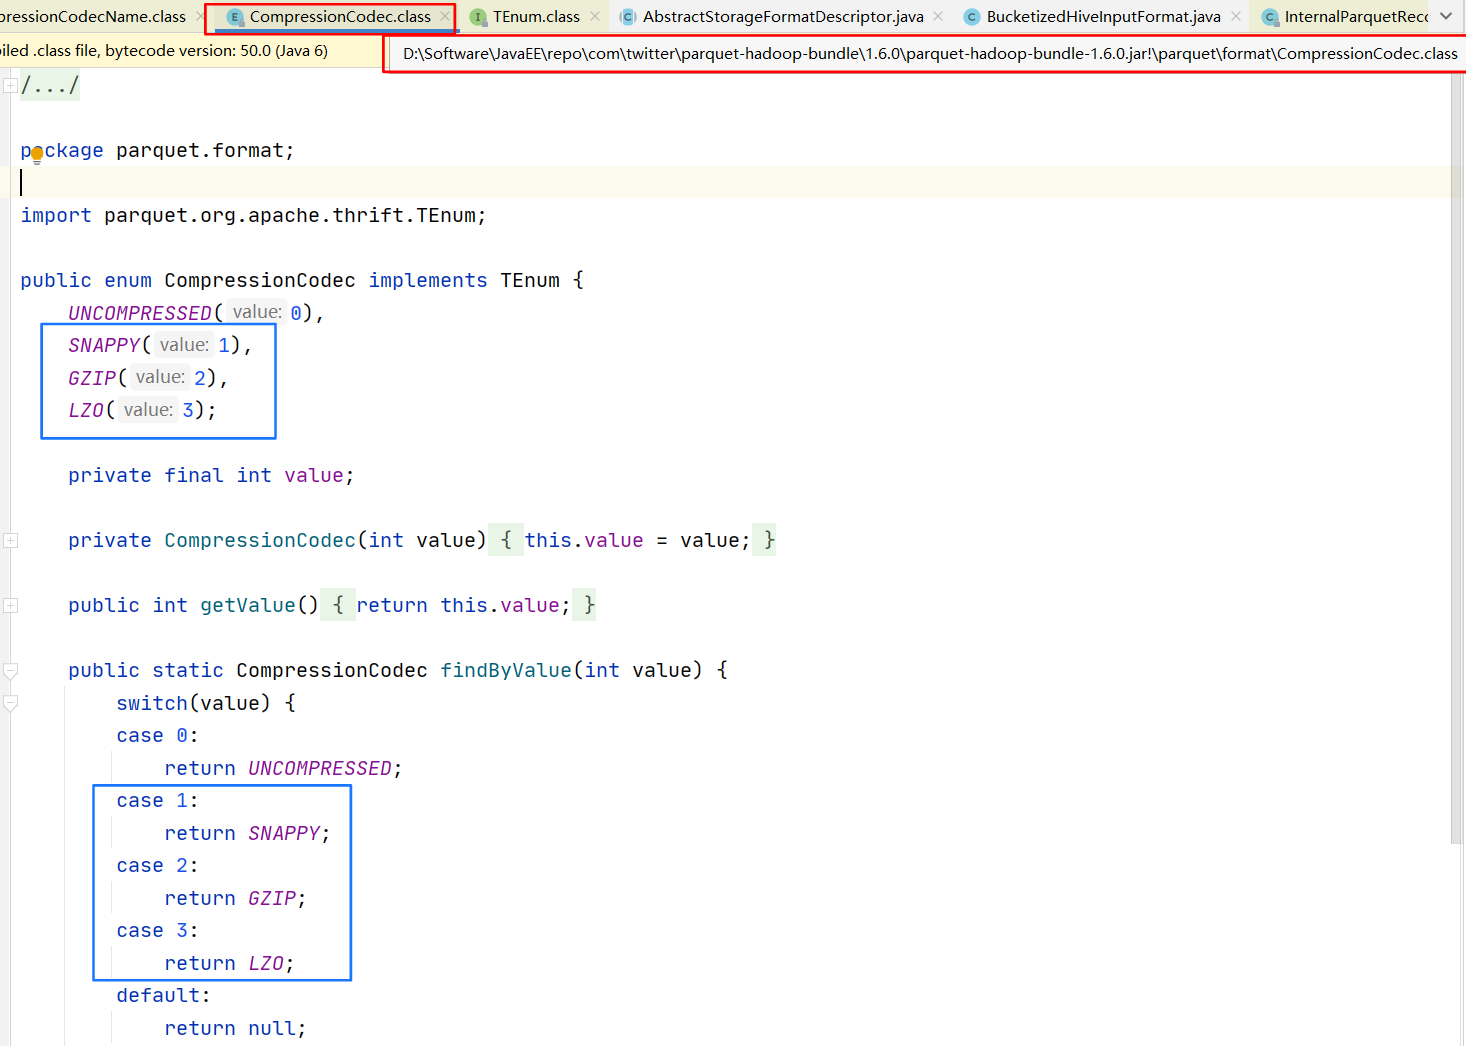 ressionCodecName.class CompressionCodec.class TEnum.class AbstractStorageFormatDescriptor.java BucketizedHiveInputFormat.java InternalParquetRec
piled .class file, bytecode version: 50.0 (Java 6) D:\Software\JavaEE\repo\com\twitter\parquet-hadoop-bundle\1.6.0\parquet-hadoop-bundle-1.6.0.jar!\parquet\format\CompressionCodec.class
/.../
package parquet.format;
import parquet.org.apache.thrift.TEnum;
public enum CompressionCodec implements TEnum {
UNCOMPRESSED( value: 0),
SNAPPY( value: 1),
GZIP( value: 2),
LZO( value: 3);
private final int value;
private CompressionCodec(int value) { this.value = value; }
public int getValue() { return this.value; }
public static CompressionCodec findByValue(int value) {
switch(value) {
case 0:
return UNCOMPRESSED;
case 1:
return SNAPPY;
case 2:
return GZIP;
case 3:
return LZO;
default:
return null;